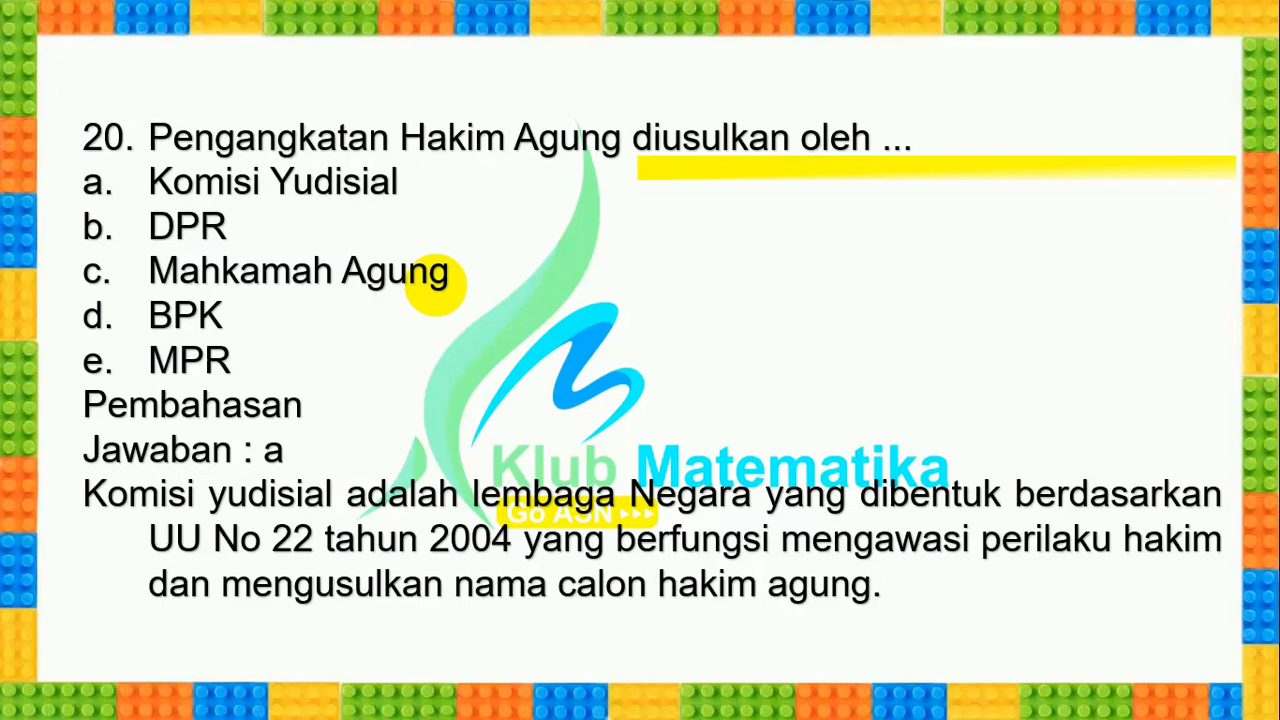 20. Pengangkatan Hakim Agung diusulkan oleh ...
a. Komisi Yudisial
b. DPR
c. Mahkamah Agung
d. BPK
e. MPR
Pembahasan
Jawaban : a
Klub Matematika
Komisi yudisial adalah lembaga Negara yang dibentuk berdasarkan
Go ASN
UU No 22 tahun 2004 yang berfungsi mengawasi perilaku hakim
dan mengusulkan nama calon hakim agung.